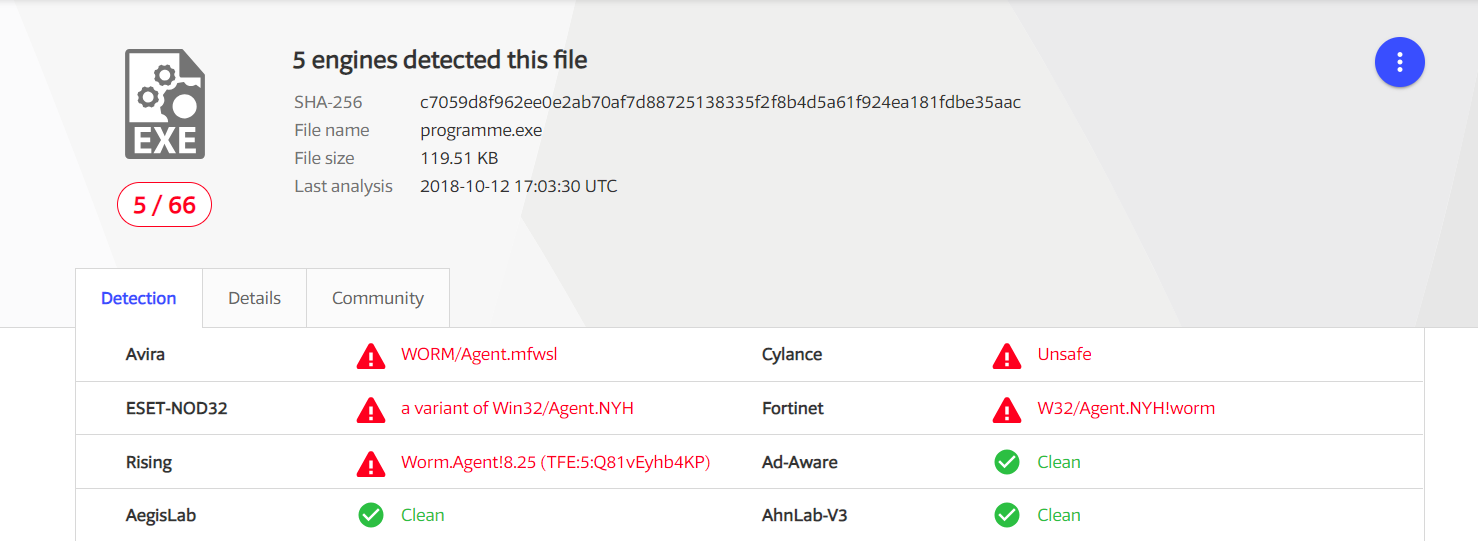 5 engines detected this file
SHA-256 c7059d8f962ee0e2ab70af7d88725138335f2f8b4d5a61f924ea181fdbe35aac
File name programme.exe
File size 119.51 KB
Last analysis 2018-10-12 17:03:30 UTC
EXE
5 / 66
Detection Details Community
Avira WORM/Agent.mfwsl Cylance Unsafe
ESET-NOD32 a variant of Win32/Agent.NYH Fortinet W32/Agent.NYH!worm
Rising Worm.Agent!8.25 (TFE:5:Q81vEyhb4KP) Ad-Aware Clean
AegisLab Clean AhnLab-V3 Clean